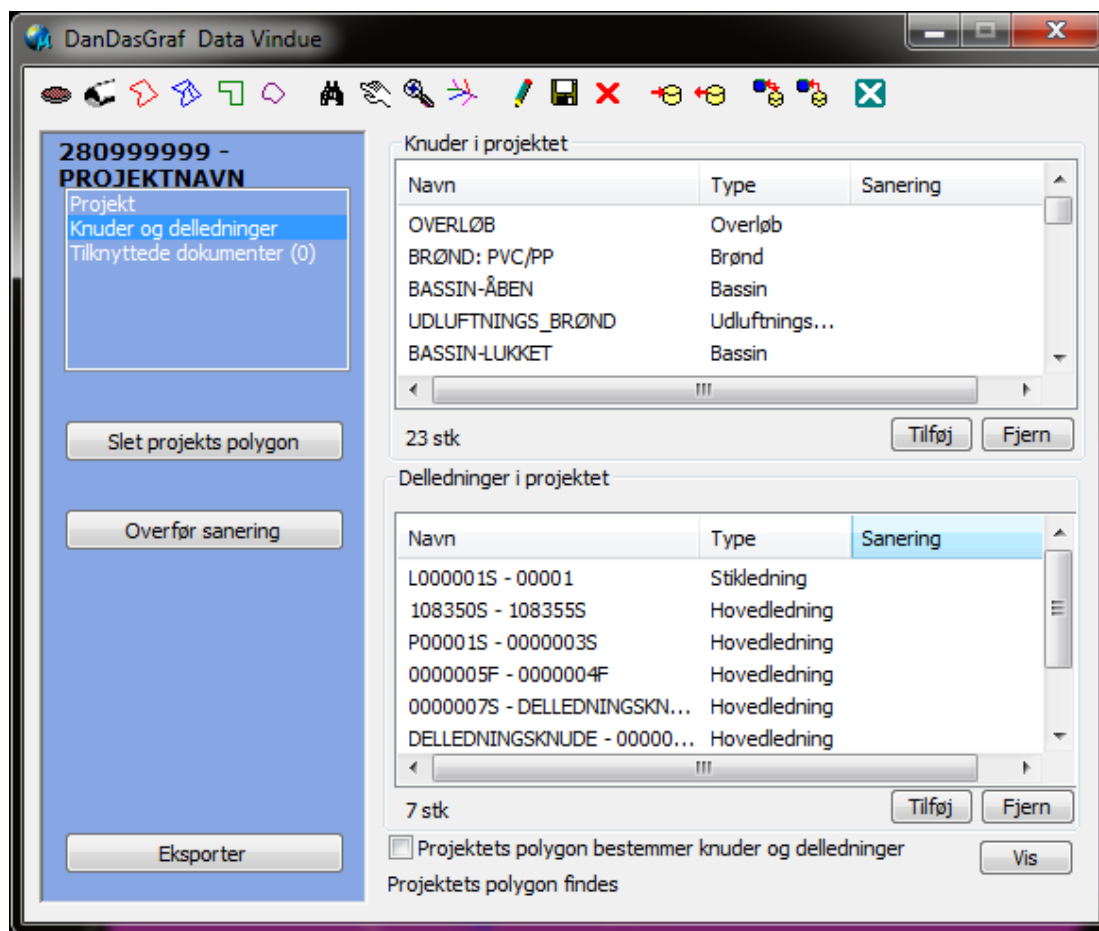 DanDasGraf Data Vindue
280999999 -
PROJEKTNAVN
Projekt
Knuder og delledninger
Tilknyttede dokumenter (0)
Slet projekts polygon
Overfør sanering
Eksporter
Knuder i projektet
Navn Type Sanering
OVERLØB Overløb
BRØND: PVC/PP Brønd
BASSIN-ÅBEN Bassin
UDLUFTNINGS_BRØND Udluftnings...
BASSIN-LUKKET Bassin
23 stk Tilføj Fjern
Delledninger i projektet
Navn Type Sanering
L000001S - 00001 Stikledning
108350S - 108355S Hovedledning
P00001S - 0000003S Hovedledning
0000005F - 0000004F Hovedledning
0000007S - DELLEDNINGSKN... Hovedledning
DELLEDNINGSKNUDE - 00000... Hovedledning
7 stk Tilføj Fjern
Projektets polygon bestemmer knuder og delledninger Vis
Projektets polygon findes